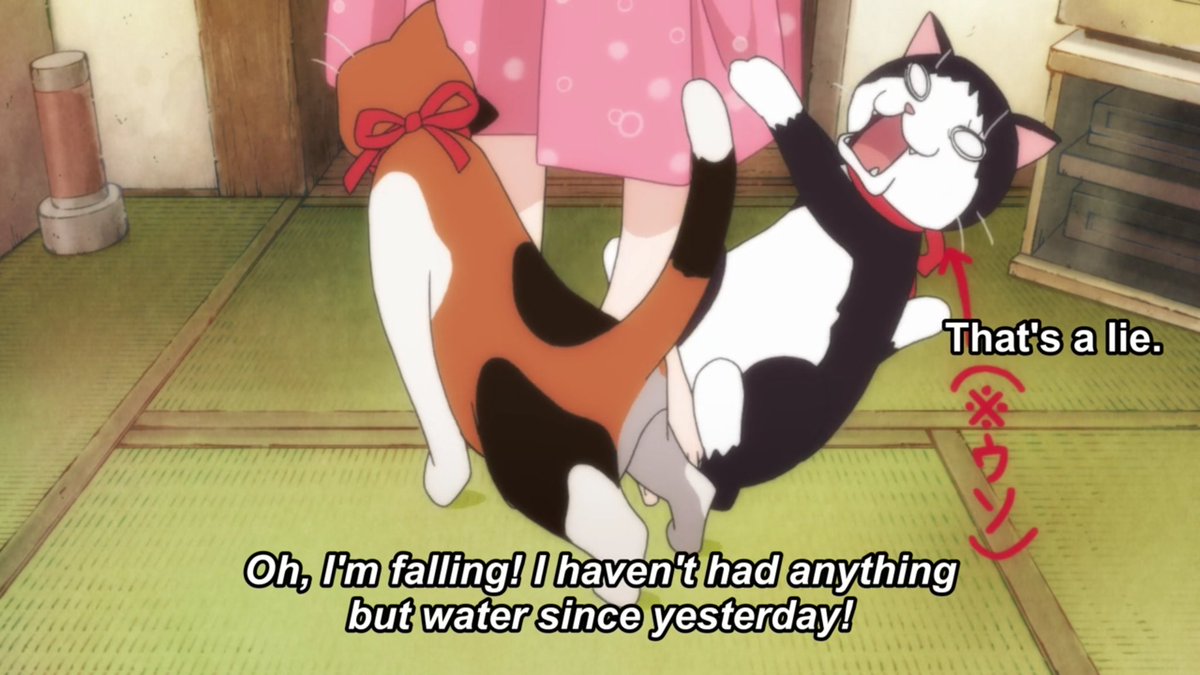 That's a lie.
(※ウソ)
Oh, I'm falling! I haven't had anything
but water since yesterday!